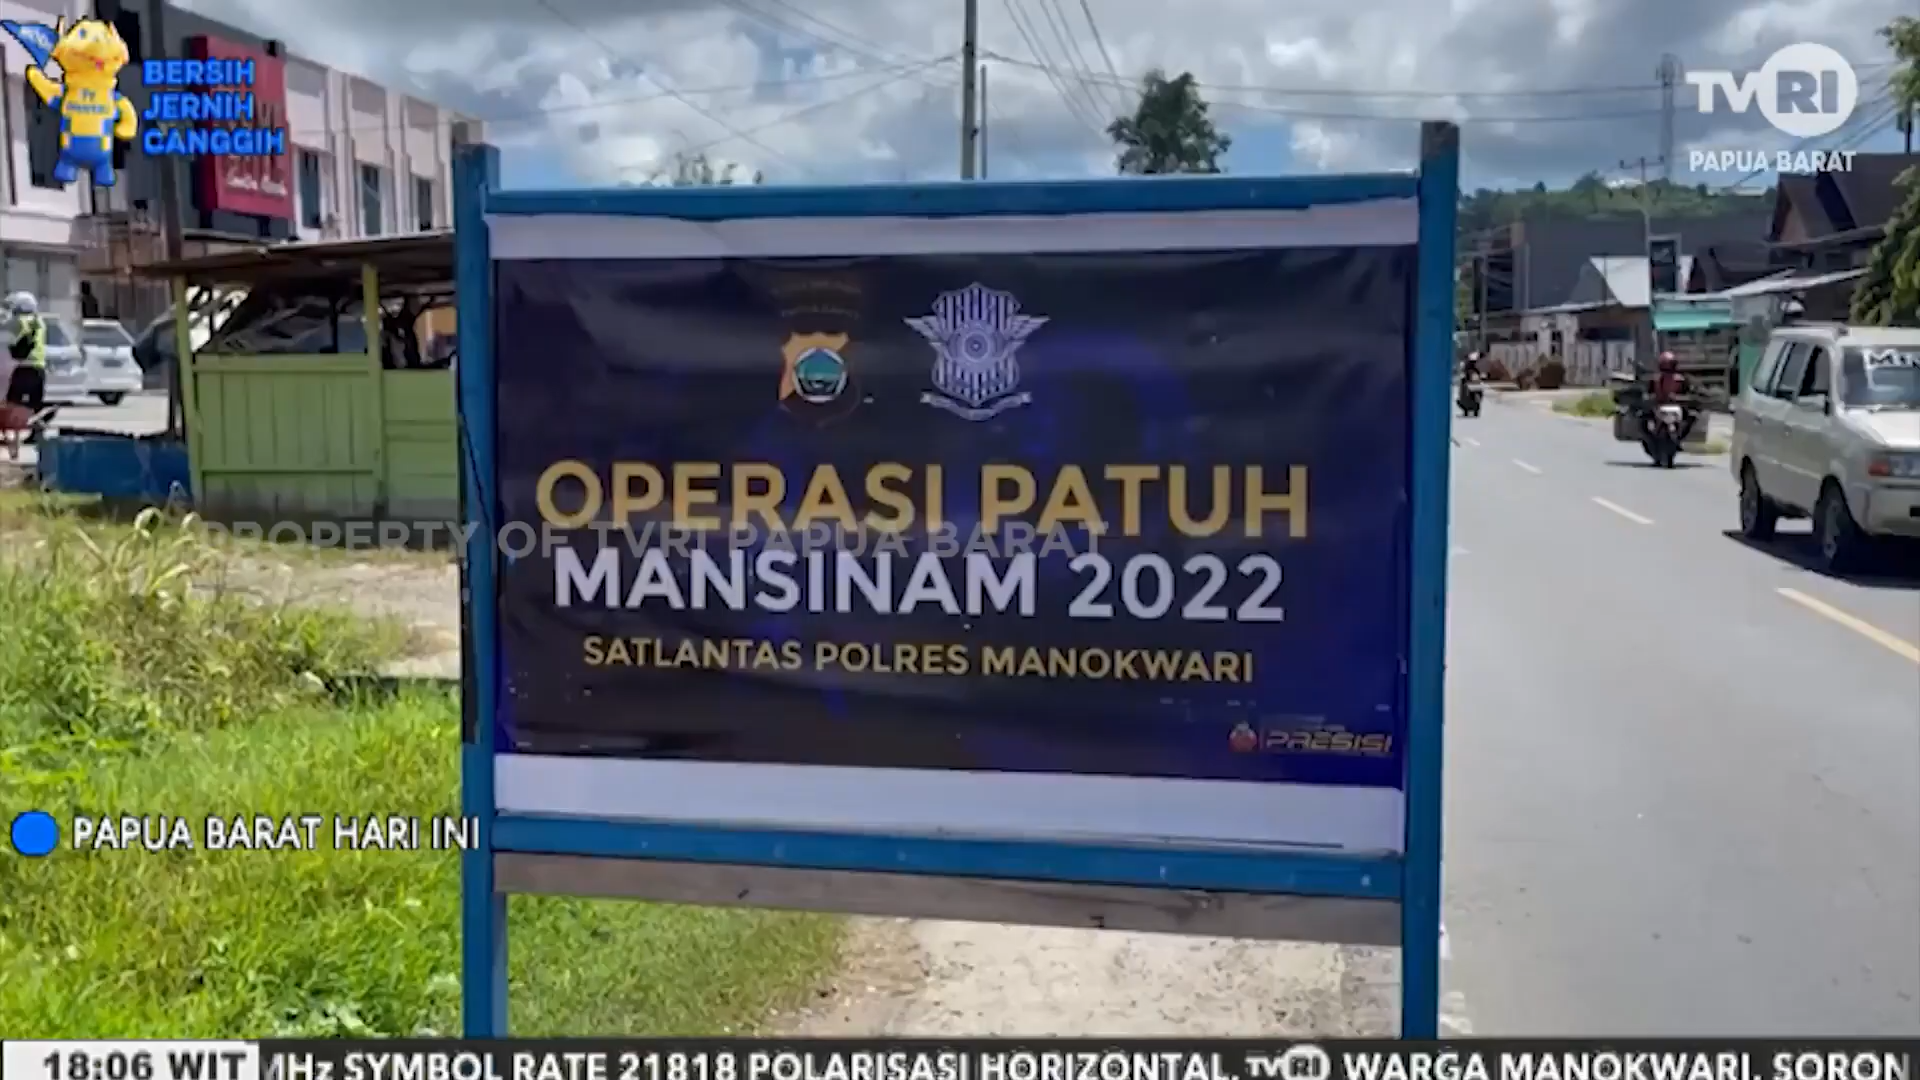 BERSIH
JERNIH
CANGGIH
TVRI
PAPUA BARAT
OPERASI PATUH
PROPERTY OF TVRI PAPUA BARAT
MANSINAM 2022
SATLANTAS POLRES MANOKWARI
PRESISI
PAPUA BARAT HARI INI
18:06 WIT MHz SYMBOL RATE 21818 POLARISASI HORIZONTAL. TVRI WARGA MANOKWARI, SORON